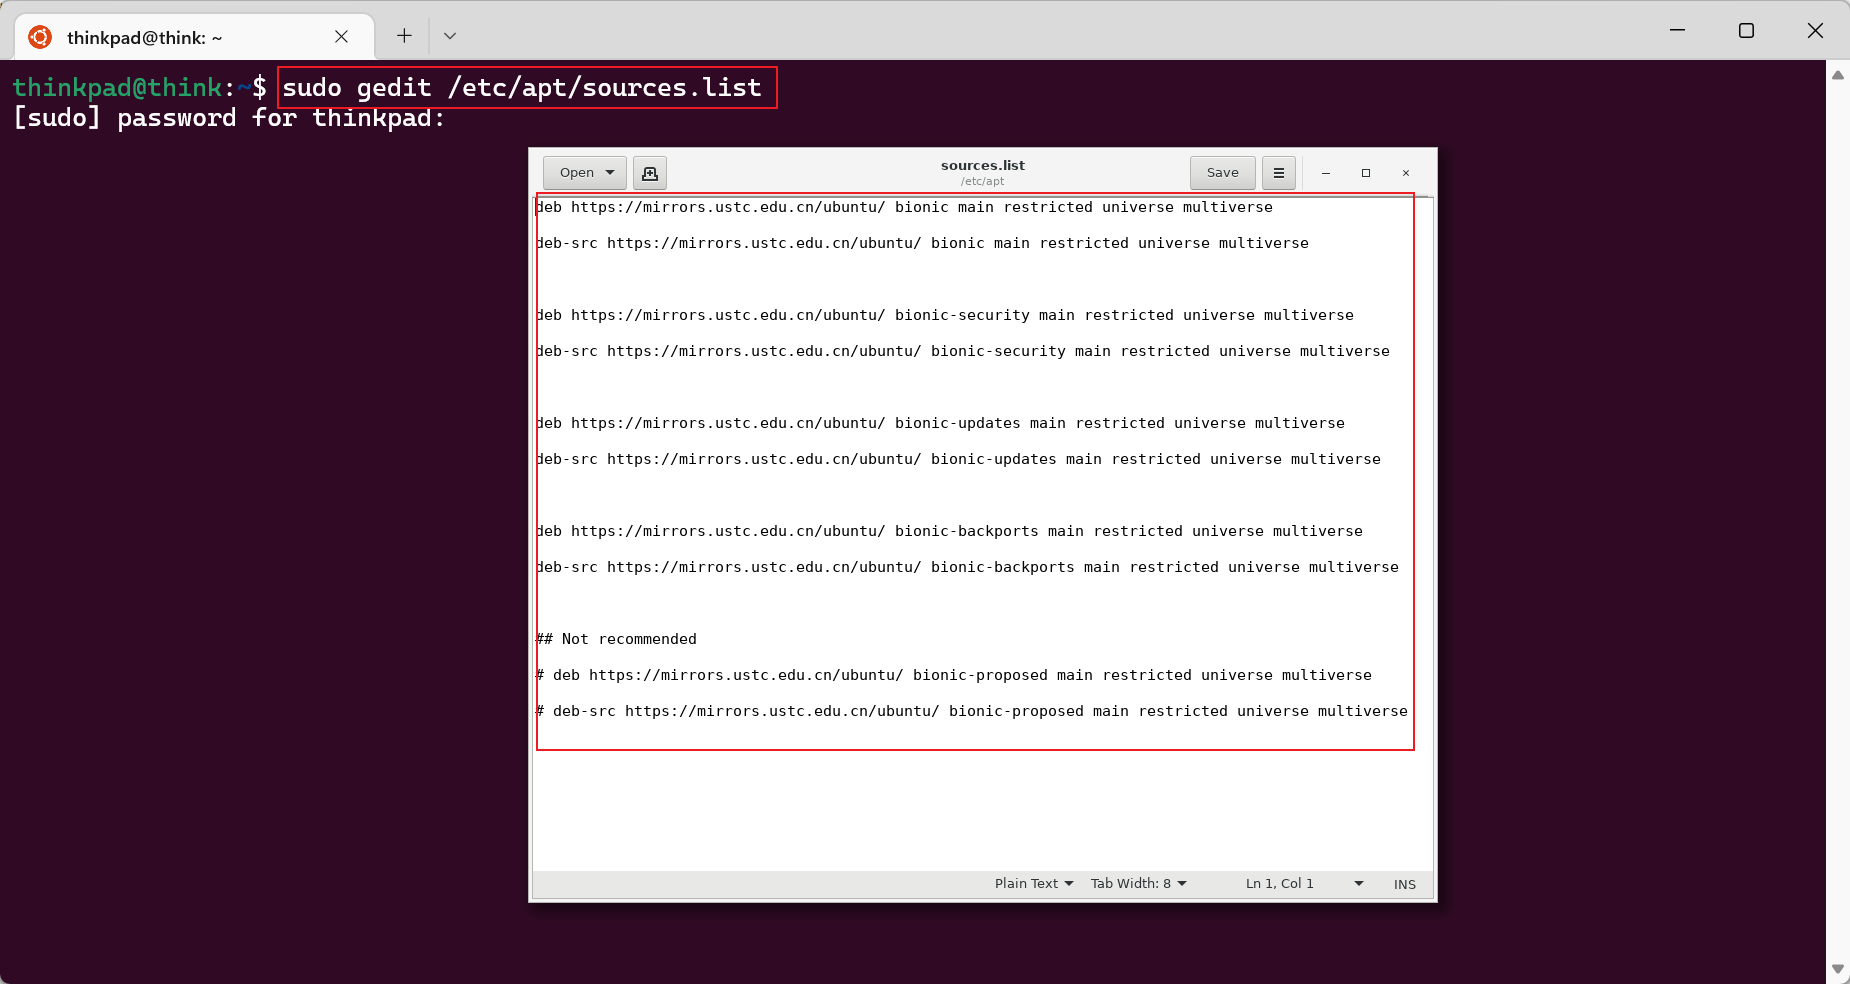 thinkpad@think: ~
thinkpad@think:~$ sudo gedit /etc/apt/sources.list
[sudo] password for thinkpad:
Open
sources.list
/etc/apt
Save
deb https://mirrors.ustc.edu.cn/ubuntu/ bionic main restricted universe multiverse
deb-src https://mirrors.ustc.edu.cn/ubuntu/ bionic main restricted universe multiverse
deb https://mirrors.ustc.edu.cn/ubuntu/ bionic-security main restricted universe multiverse
deb-src https://mirrors.ustc.edu.cn/ubuntu/ bionic-security main restricted universe multiverse
deb https://mirrors.ustc.edu.cn/ubuntu/ bionic-updates main restricted universe multiverse
deb-src https://mirrors.ustc.edu.cn/ubuntu/ bionic-updates main restricted universe multiverse
deb https://mirrors.ustc.edu.cn/ubuntu/ bionic-backports main restricted universe multiverse
deb-src https://mirrors.ustc.edu.cn/ubuntu/ bionic-backports main restricted universe multiverse
## Not recommended
# deb https://mirrors.ustc.edu.cn/ubuntu/ bionic-proposed main restricted universe multiverse
# deb-src https://mirrors.ustc.edu.cn/ubuntu/ bionic-proposed main restricted universe multiverse
Plain Text Tab Width: 8 Ln 1, Col 1 INS